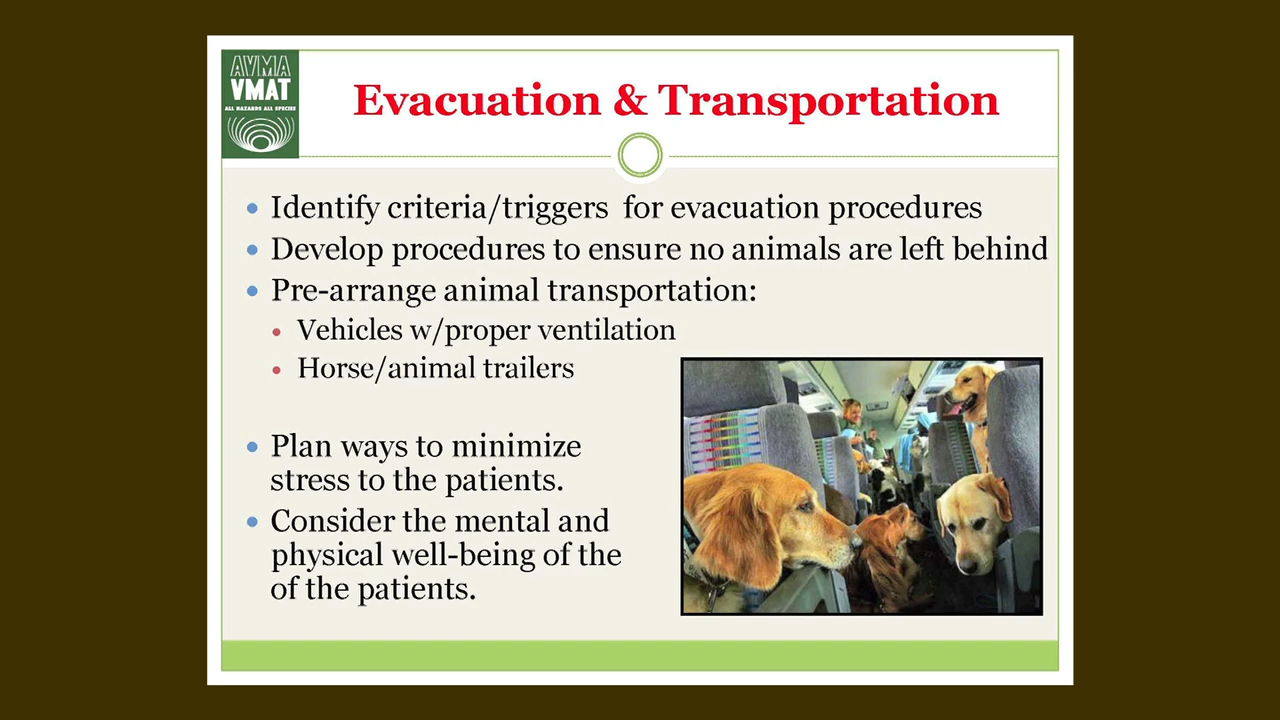 AVMA
VMAT
ALL HAZARDS ALL SPECIES
Evacuation & Transportation
Identify criteria/triggers for evacuation procedures
Develop procedures to ensure no animals are left behind
Pre-arrange animal transportation:
Vehicles w/proper ventilation
Horse/animal trailers
Plan ways to minimize
stress to the patients.
Consider the mental and
physical well-being of the
of the patients.